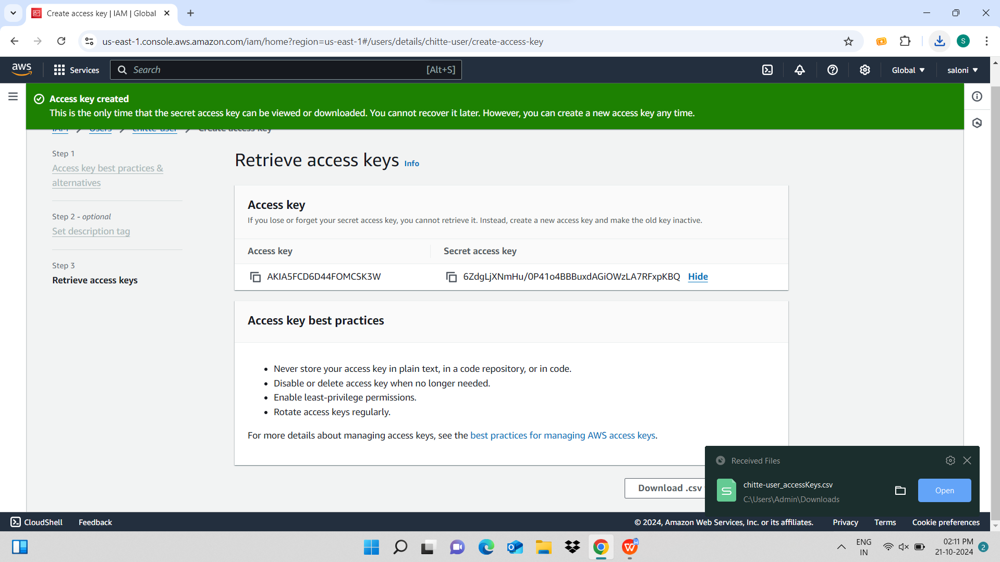 Create access key | IAM | Global
us-east-1.console.aws.amazon.com/iam/home?region=us-east-1#/users/details/chitte-user/create-access-key
S
aws
Services
Search
[Alt+S]
Global
saloni
Access key created
This is the only time that the secret access key can be viewed or downloaded. You cannot recover it later. However, you can create a new access key any time.
IAM
Users
chitte-user
Create access key
Step 1
Access key best practices &
alternatives
Step 2 - optional
Set description tag
Step 3
Retrieve access keys
Retrieve access keys Info
Access key
If you lose or forget your secret access key, you cannot retrieve it. Instead, create a new access key and make the old key inactive.
Access key
Secret access key
AKIA5FCD6D44FOMCSK3W
6ZdgLjXNmHu/0P41o4BBBuxdAGiOWzLA7RFxpKBQ Hide
Access key best practices
• Never store your access key in plain text, in a code repository, or in code.
• Disable or delete access key when no longer needed.
• Enable least-privilege permissions.
• Rotate access keys regularly.
For more details about managing access keys, see the best practices for managing AWS access keys.
Download .csv
Received Files
chitte-user_accessKeys.csv
C:\Users\Admin\Downloads
Open
CloudShell
Feedback
© 2024, Amazon Web Services, Inc. or its affiliates.
Privacy
Terms
Cookie preferences
ENG
IN
02:11 PM
21-10-2024
2